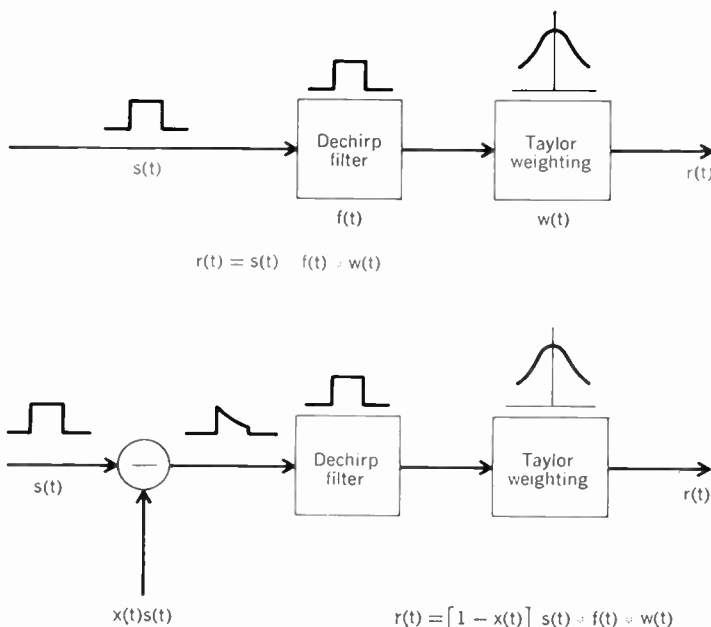 s(t)
Dechirp
filter
f(t)
Taylor
weighting
w(t)
r(t)
r(t) = s(t) * f(t) * w(t)
s(t)
x(t)s(t)
Dechirp
filter
Taylor
weighting
r(t)
r(t) = [1 − x(t)] s(t) * f(t) * w(t)